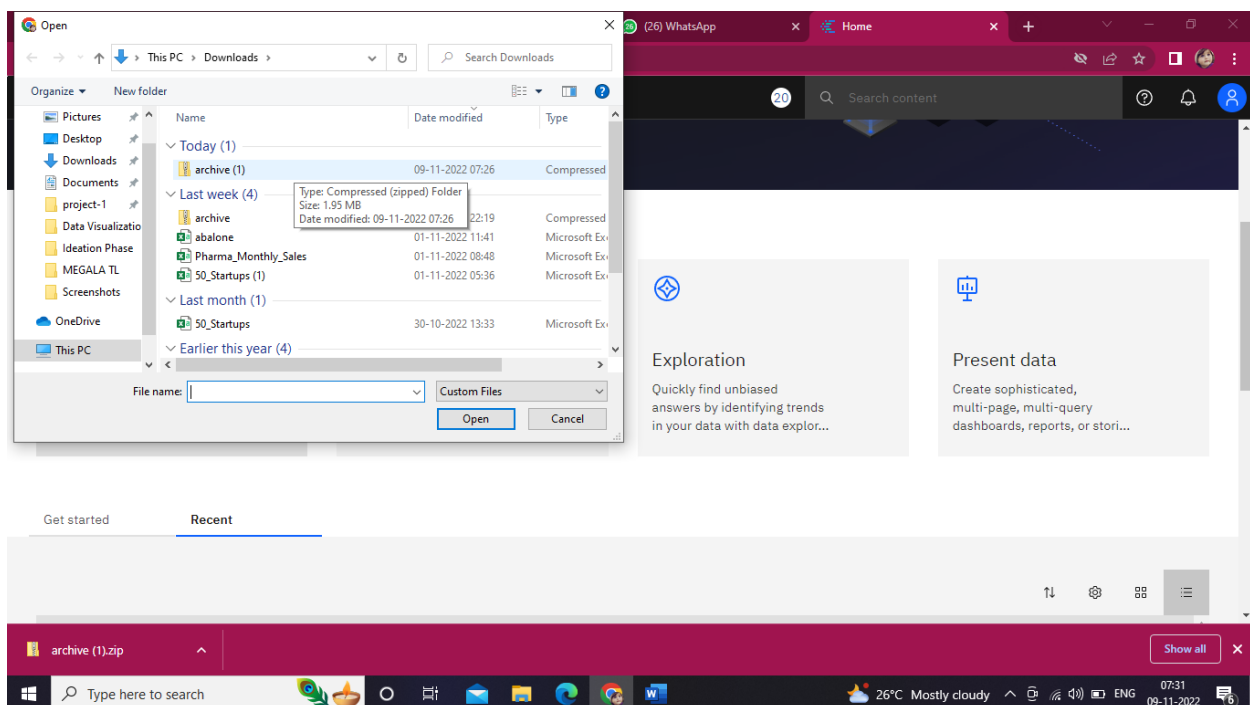 Open
(26) WhatsApp
Home
This PC > Downloads >
Search Downloads
Organize
New folder
20
Search content
Pictures
Desktop
Downloads
Documents
project-1
Data Visualizatio
Ideation Phase
MEGALA TL
Screenshots
OneDrive
This PC
Name Date modified Type
Today (1)
archive (1) 09-11-2022 07:26 Compressed
Type: Compressed (zipped) Folder
Size: 1.95 MB
Date modified: 09-11-2022 07:26
Last week (4)
archive 22:19 Compressed
abalone 01-11-2022 11:41 Microsoft Ex
Pharma_Monthly_Sales 01-11-2022 08:48 Microsoft Ex
50_Startups (1) 01-11-2022 05:36 Microsoft Ex
Last month (1)
50_Startups 30-10-2022 13:33 Microsoft Ex
Earlier this year (4)
File name:
Custom Files
Open
Cancel
Exploration
Quickly find unbiased
answers by identifying trends
in your data with data explor...
Present data
Create sophisticated,
multi-page, multi-query
dashboards, reports, or stori...
Get started
Recent
archive (1).zip
Show all
Type here to search
26°C Mostly cloudy
ENG
07:31
09-11-2022
6